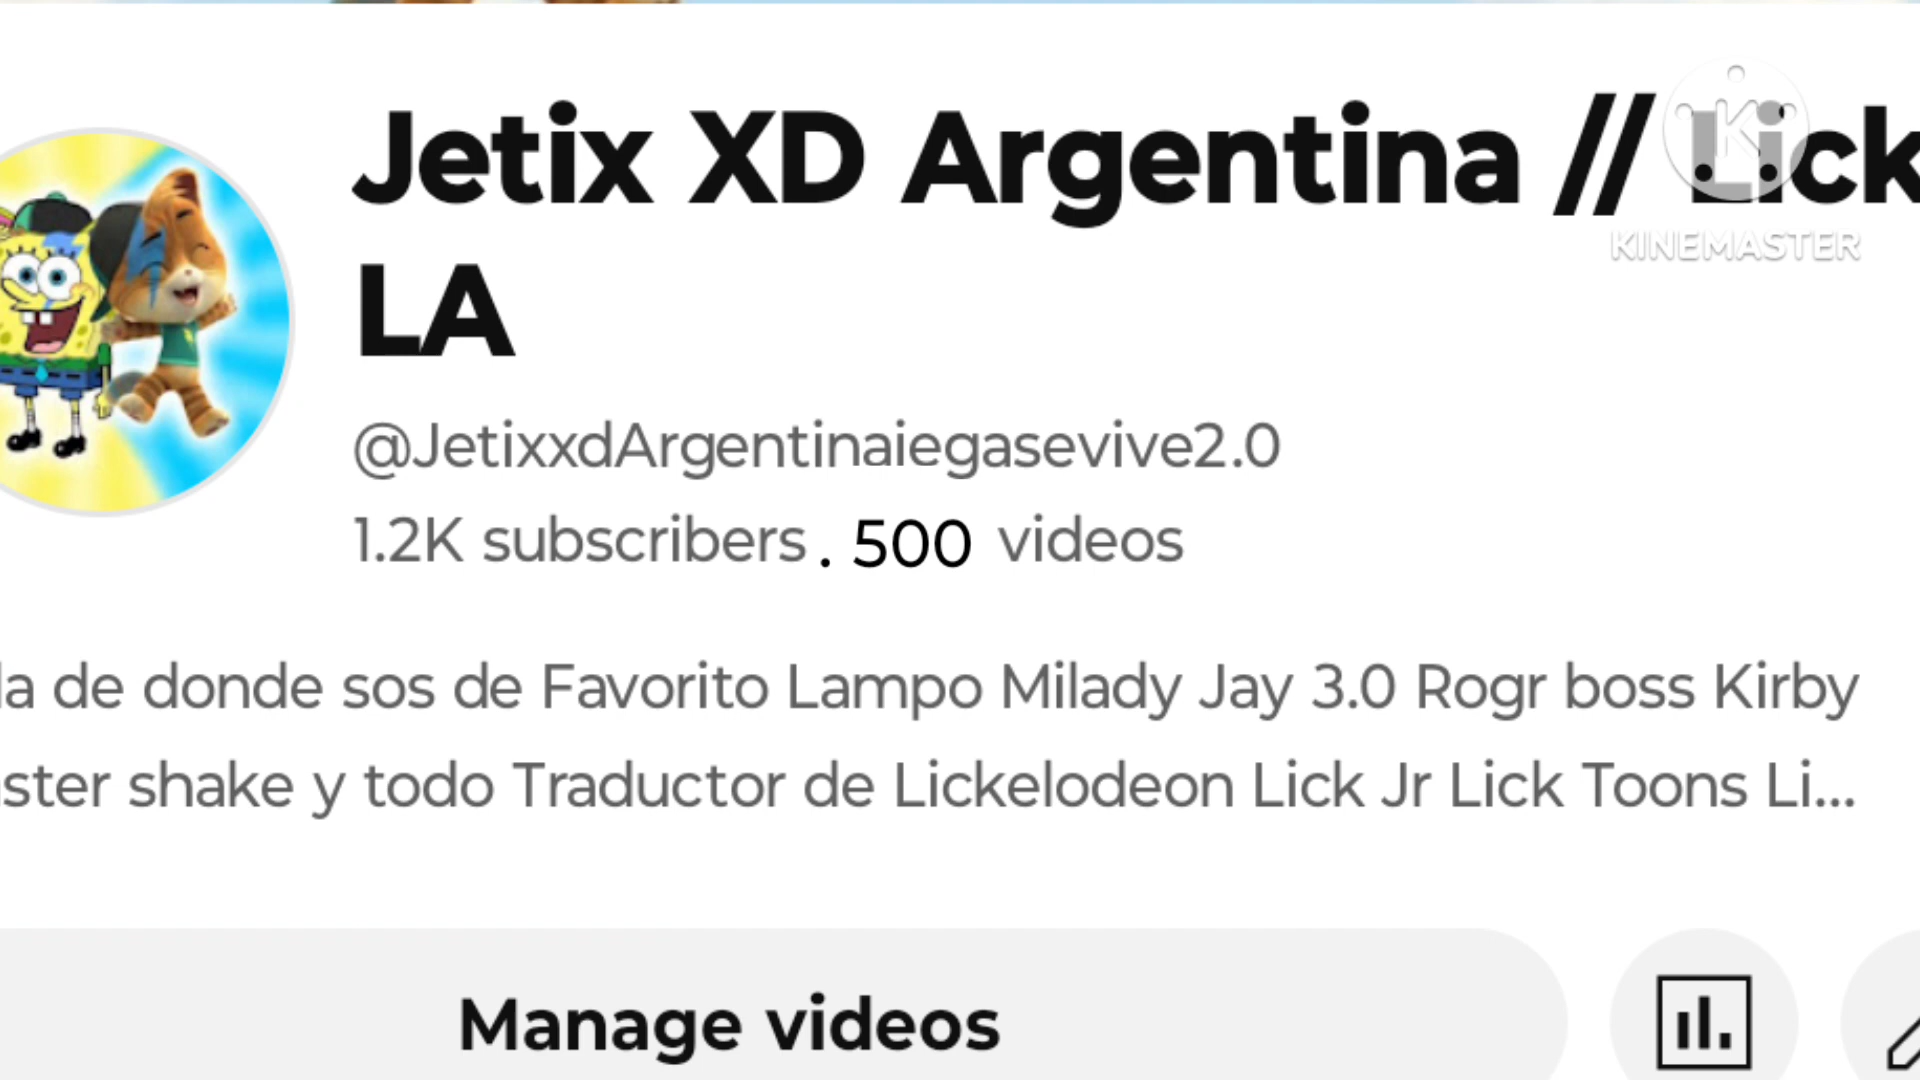 Jetix XD Argentina // Lick
KINEMASTER
LA
@JetixxdArgentinaiegasevive2.0
1.2K subscribers . 500 videos
la de donde sos de Favorito Lampo Milady Jay 3.0 Rogr boss Kirby
ster shake y todo Traductor de Lickelodeon Lick Jr Lick Toons Li...
Manage videos